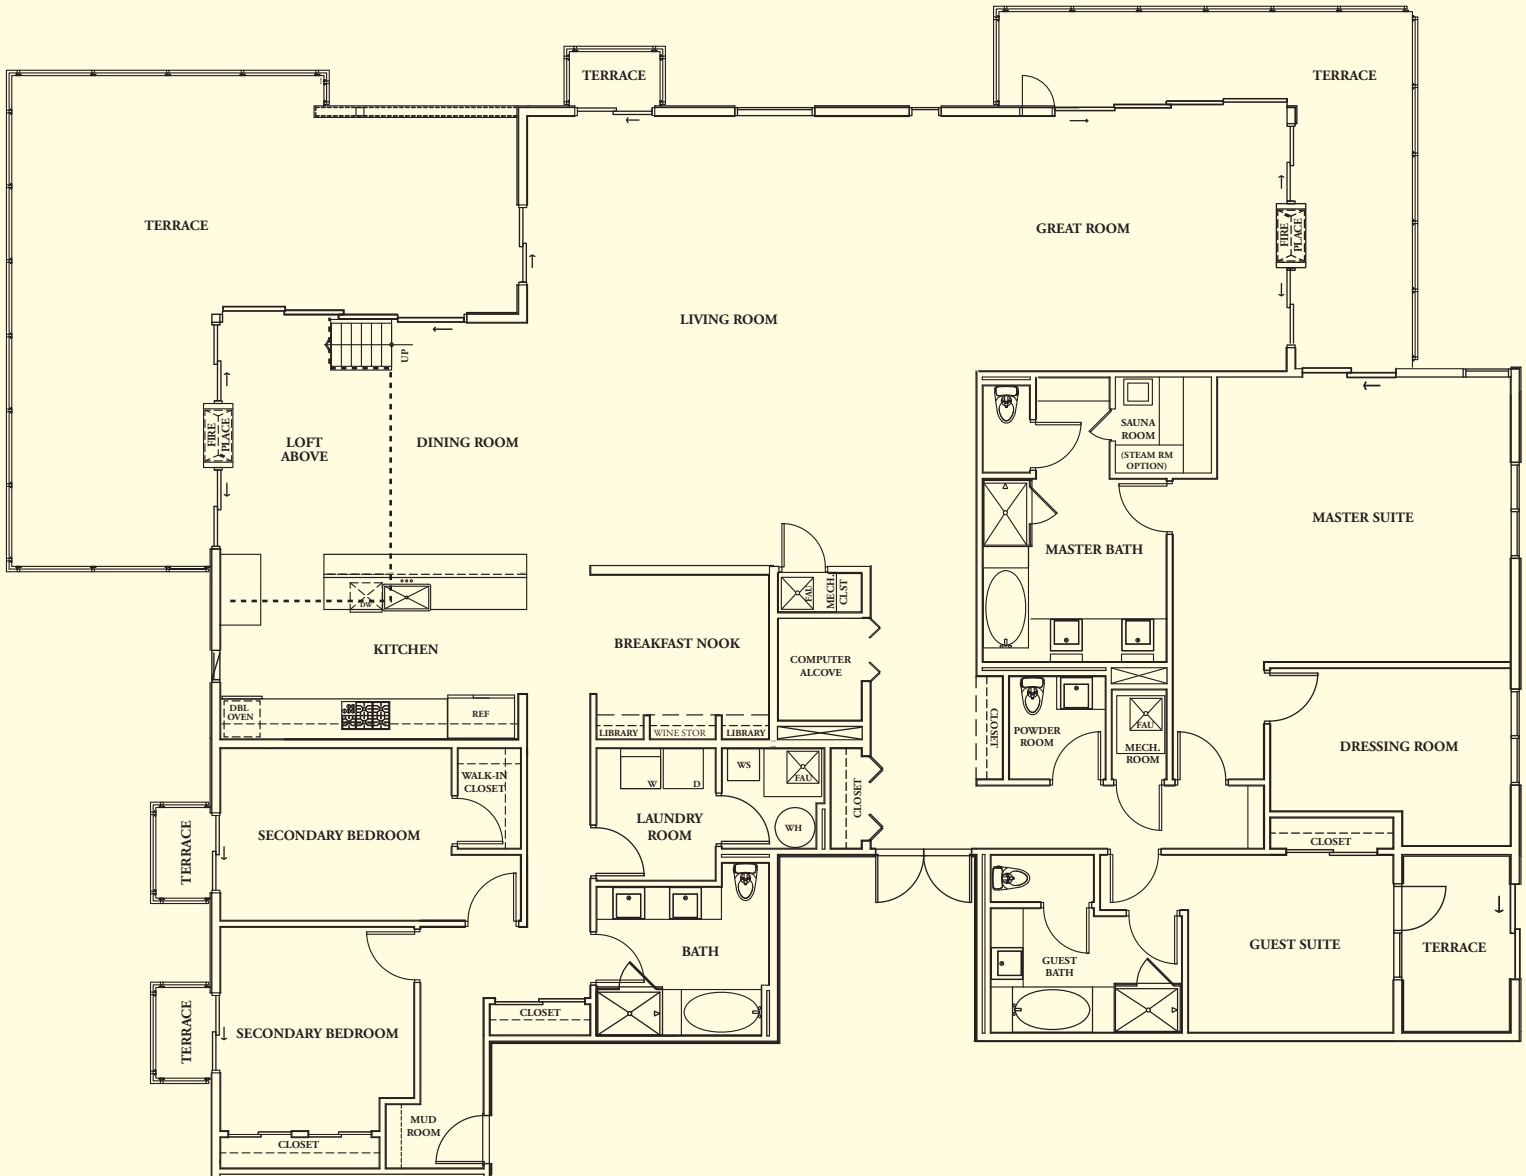 TERRACE
TERRACE
TERRACE
GREAT ROOM
FIRE
PLACE
LIVING ROOM
UP
FIRE
PLACE
LOFT
ABOVE
DINING ROOM
SAUNA
ROOM
(STEAM RM
OPTION)
MASTER SUITE
MASTER BATH
DW
FAU
MECH.
CLST
KITCHEN
BREAKFAST NOOK
COMPUTER
ALCOVE
DBL
OVEN
REF
LIBRARY
WINE STOR
LIBRARY
CLOSET
POWDER
ROOM
FAU
MECH.
ROOM
DRESSING ROOM
WALK-IN
CLOSET
W
D
WS
FAU
CLOSET
LAUNDRY
ROOM
WH
TERRACE
SECONDARY BEDROOM
CLOSET
BATH
GUEST
BATH
GUEST SUITE
TERRACE
TERRACE
SECONDARY BEDROOM
CLOSET
MUD
ROOM
CLOSET